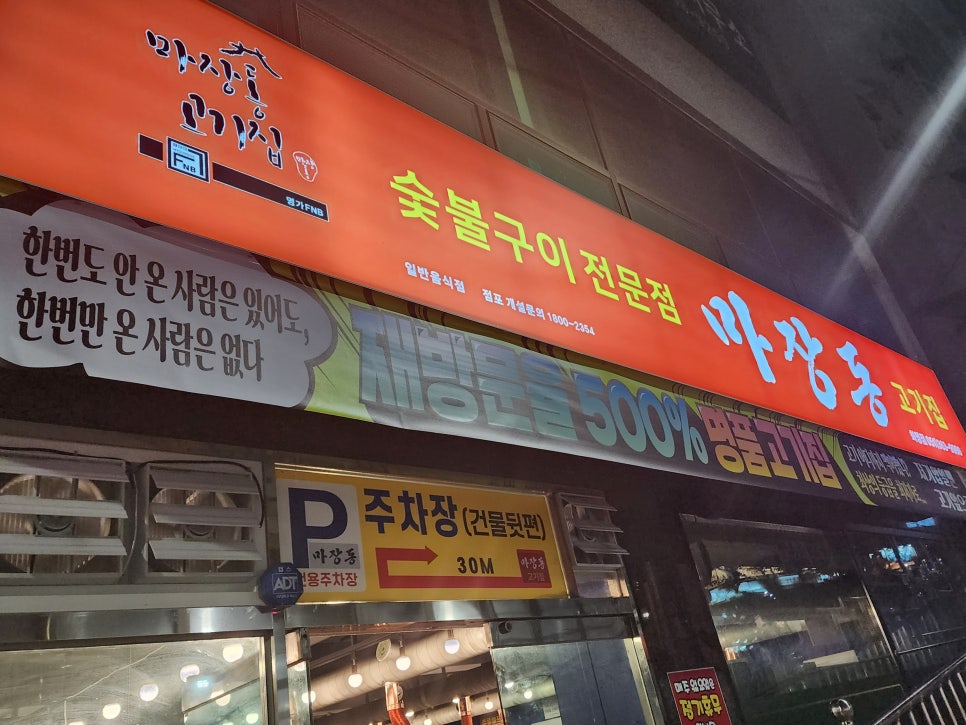 마장동
고기집
마장동
FNB
명가FNB
숯불구이 전문점
일반음식점 점포 개설문의 1800-2354
마장동 고기집
한번도 안 온 사람은 있어도,
한번만 온 사람은 없다
재방문율 500% 명품고기집
P
마장동
전용주차장
주차장 (건물뒷편)
30M
마장동
고기집
ADT